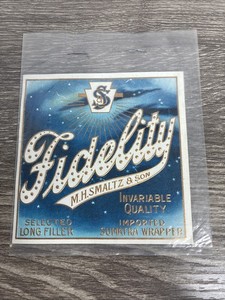 S
Fidelity
M.H. SMALTZ & SON
INVARIABLE
QUALITY
SELECTED
LONG FILLER
IMPORTED
SUMATRA WRAPPER